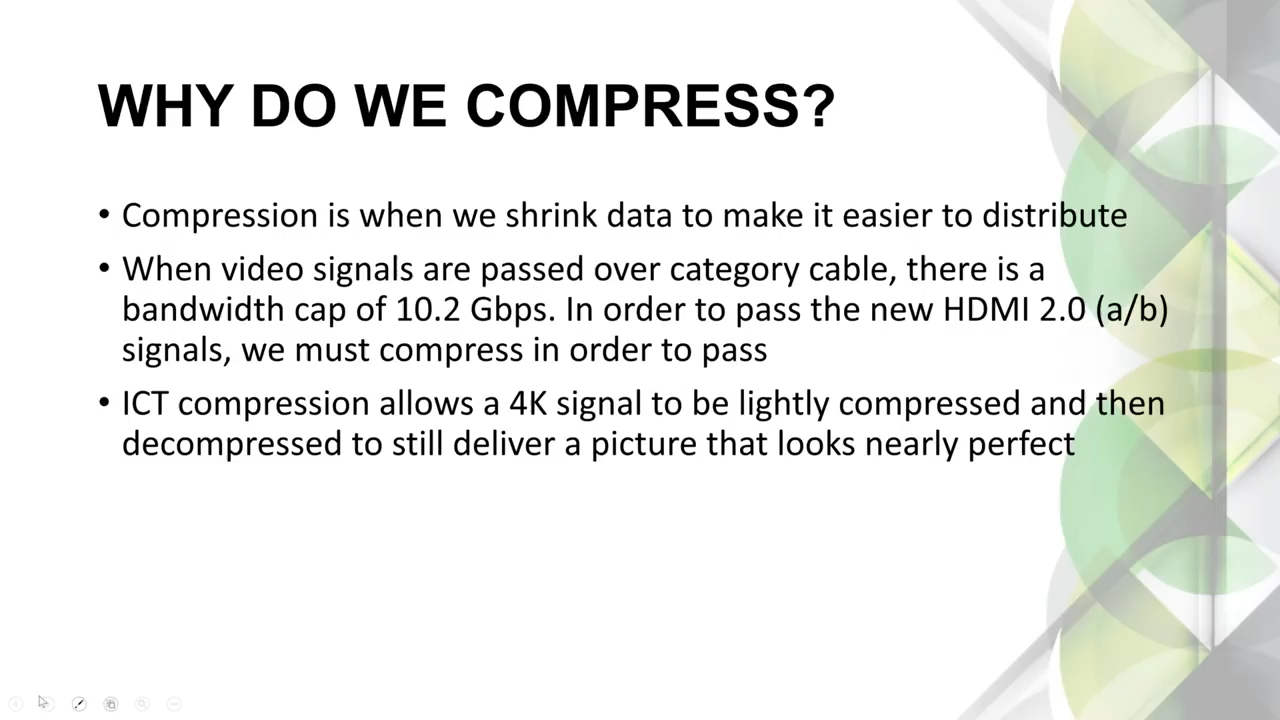 WHY DO WE COMPRESS?
• Compression is when we shrink data to make it easier to distribute
• When video signals are passed over category cable, there is a
bandwidth cap of 10.2 Gbps. In order to pass the new HDMI 2.0 (a/b)
signals, we must compress in order to pass
• ICT compression allows a 4K signal to be lightly compressed and then
decompressed to still deliver a picture that looks nearly perfect